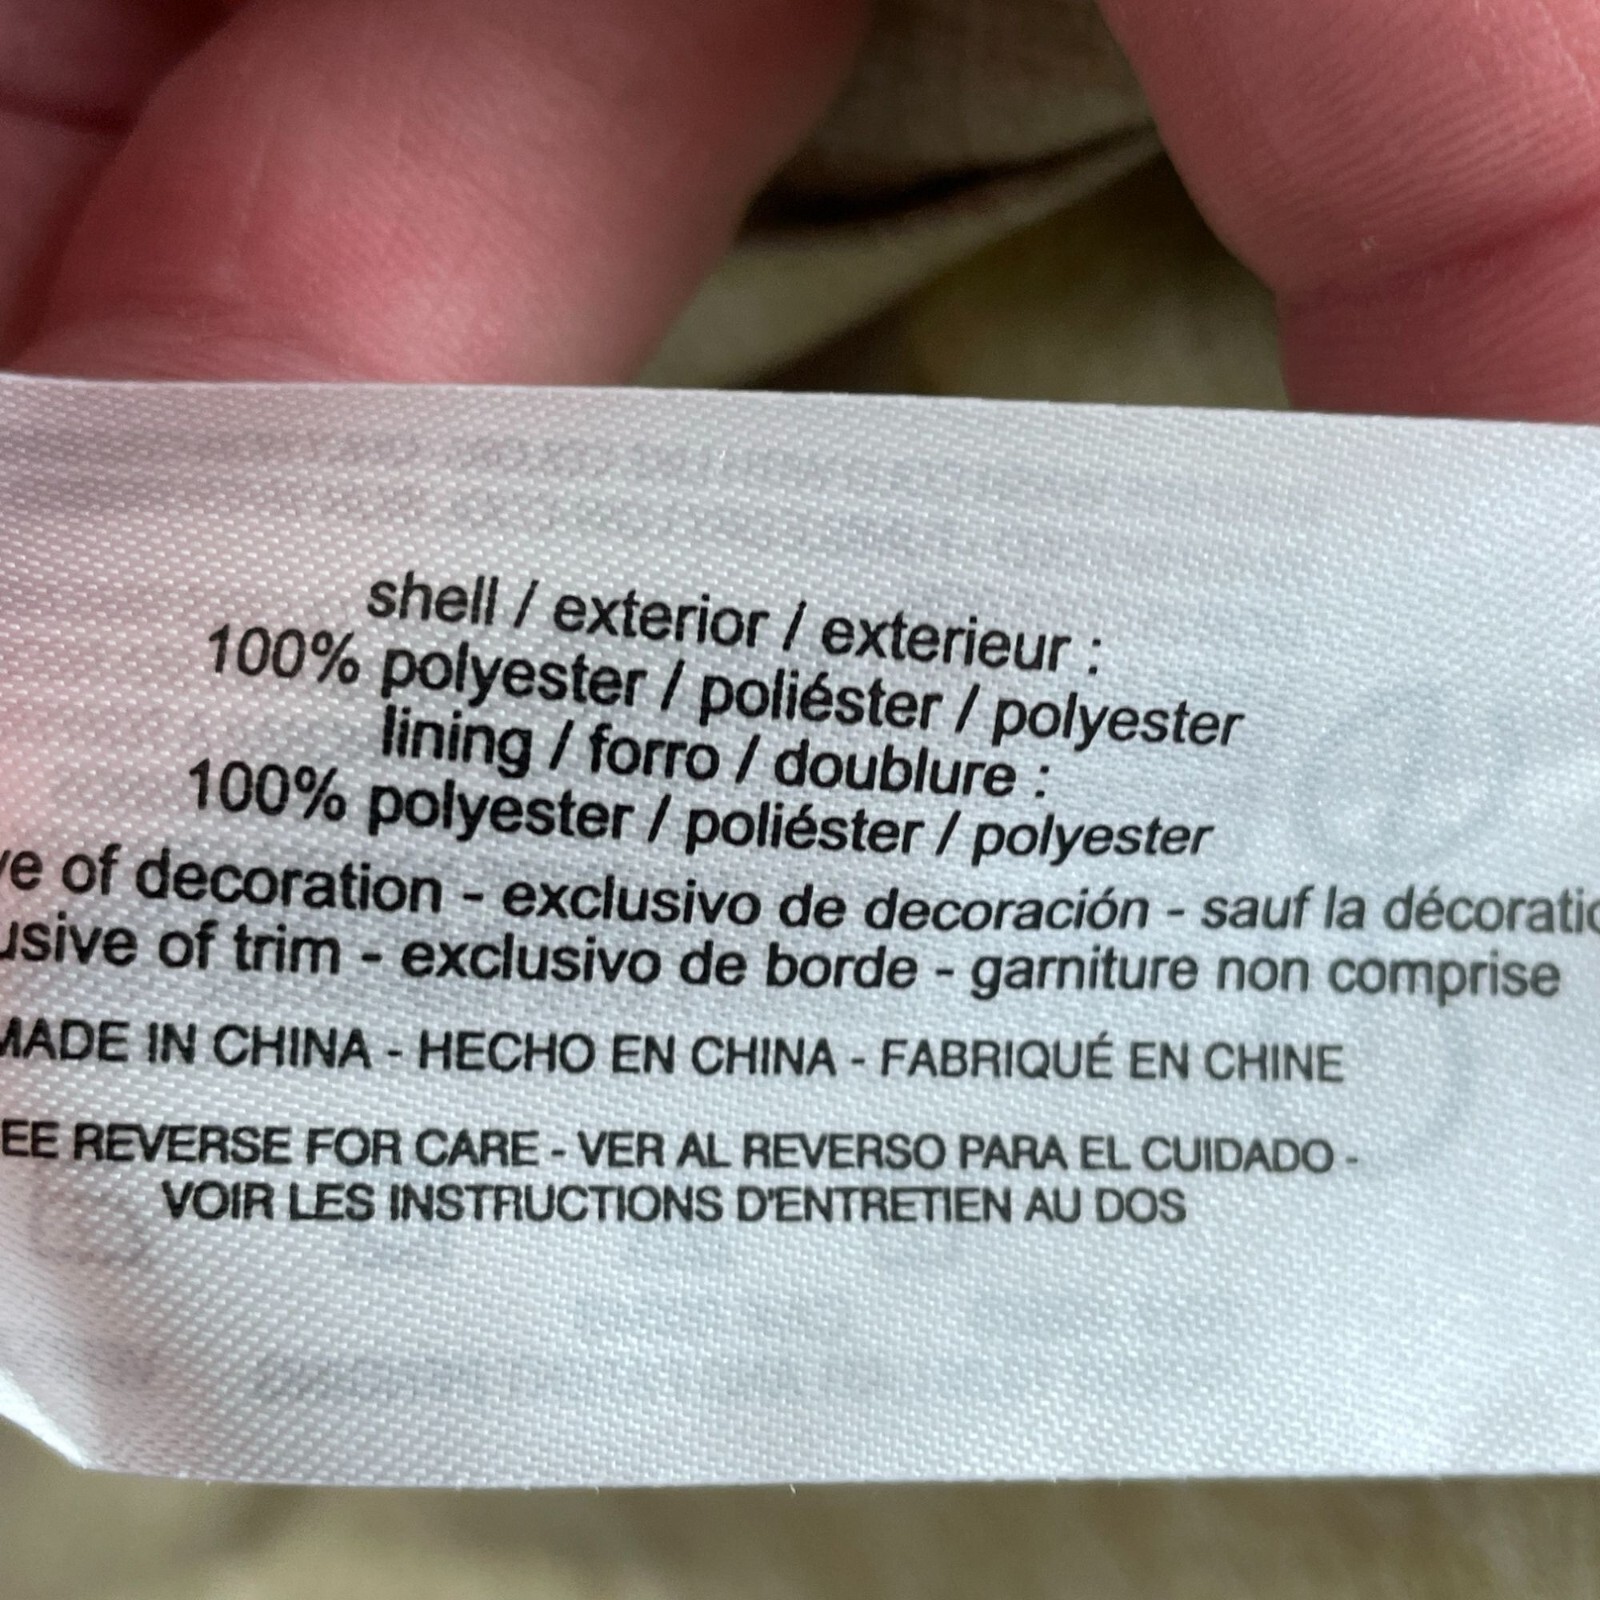 shell / exterior / exterieur :
100% polyester / poliéster / polyester
lining / forro / doublure :
100% polyester / poliéster / polyester
of decoration - exclusivo de decoración - sauf la
of trim - exclusivo de borde - garniture non comprise
MADE IN CHINA - HECHO EN CHINA - FABRIQUÉ EN CHINE
REVERSE FOR CARE - VER AL REVERSO PARA EL CUIDADO -
VOIR LES INSTRUCTIONS D'ENTRETIEN AU DOS